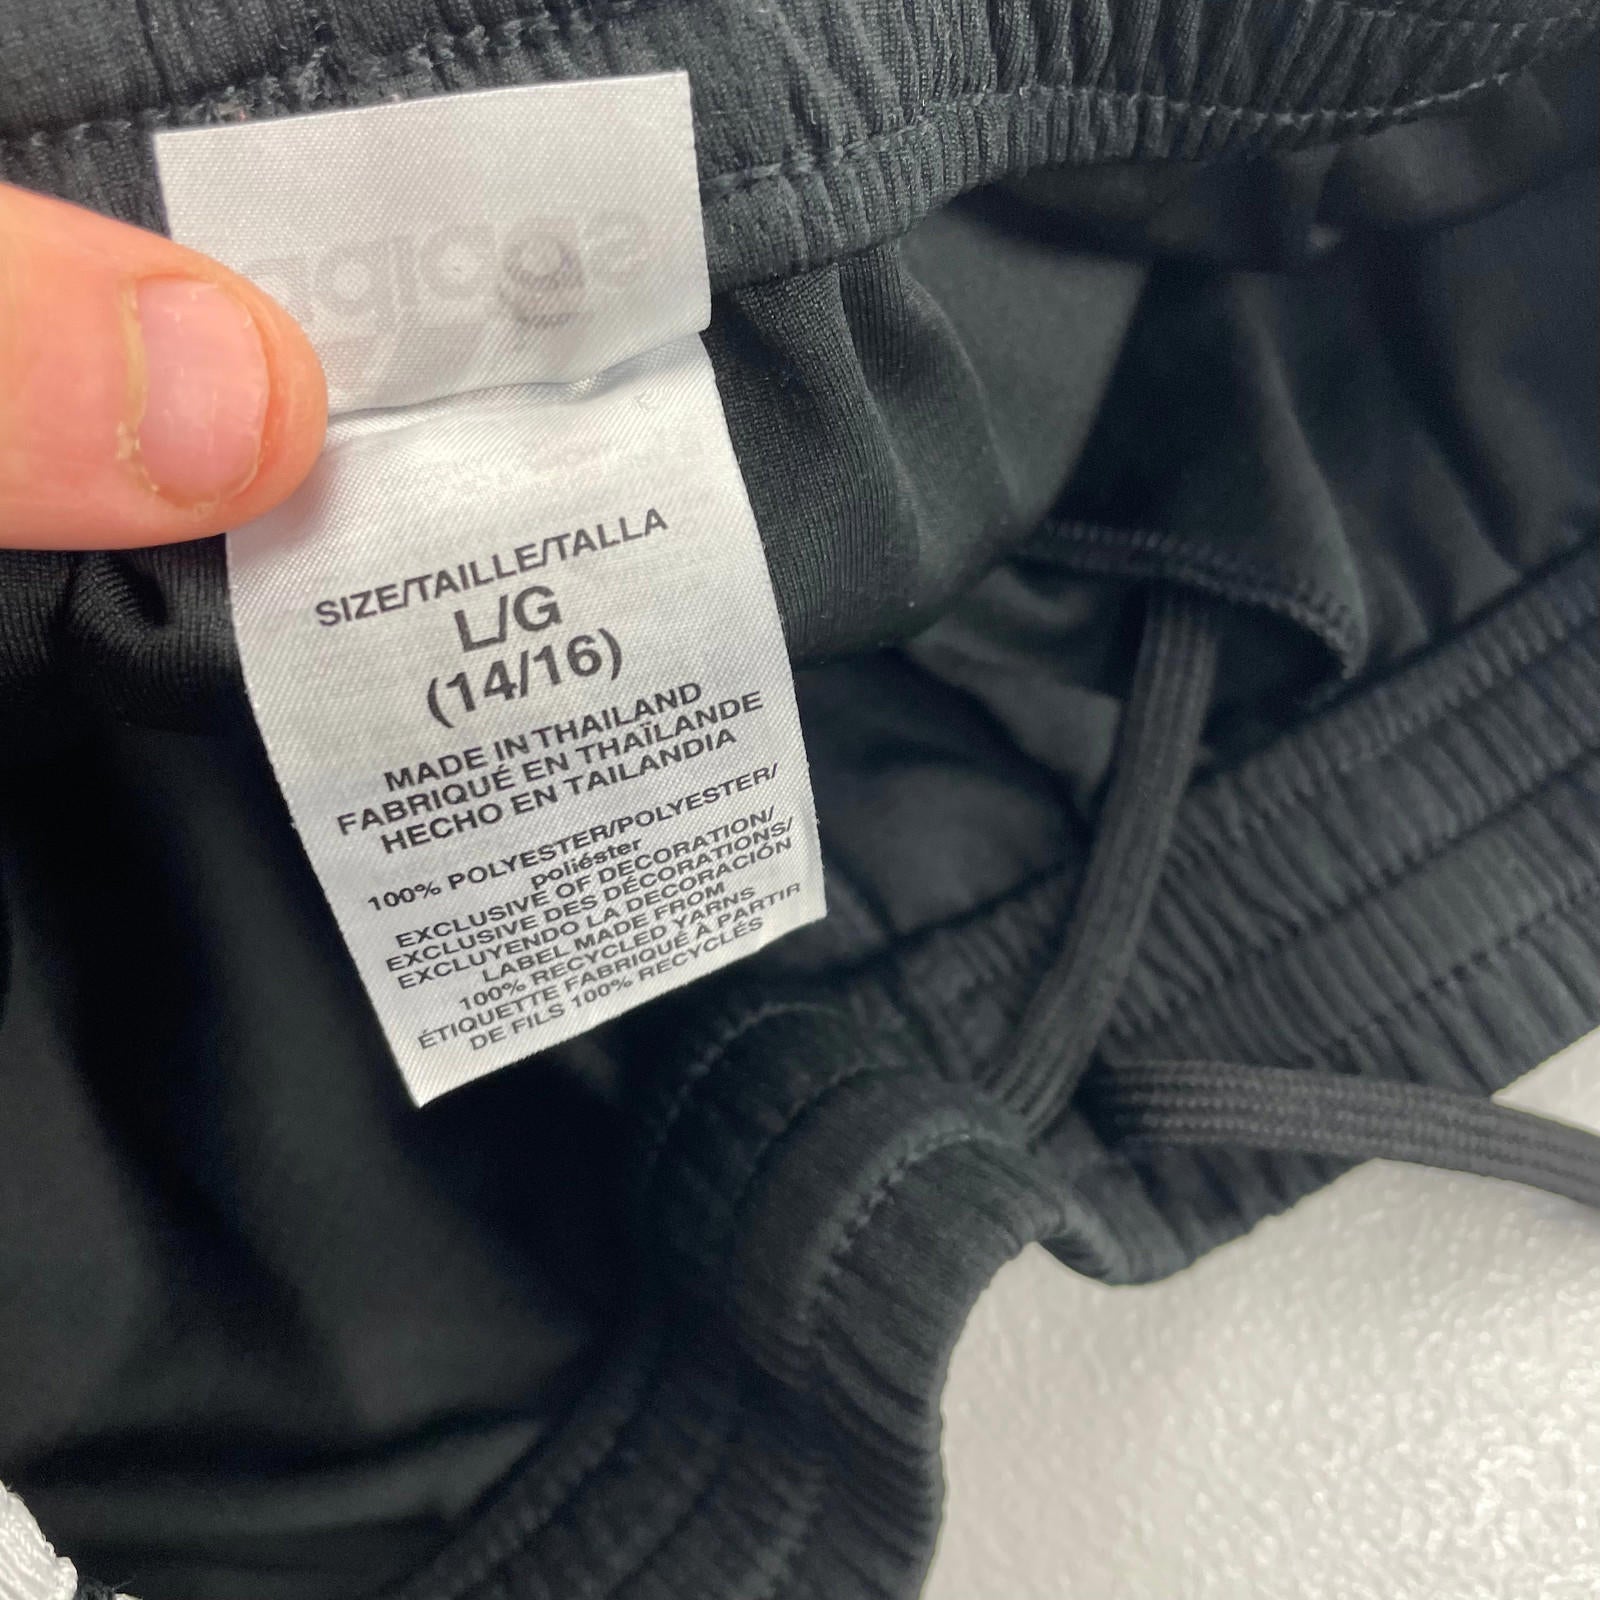 SIZE/TAILLE/TALLA
L/G
(14/16)
MADE IN THAILAND
FABRIQUÉ EN THAÏLANDE
HECHO EN TAILANDIA
100% POLYESTER/POLYESTER/
poliéster
EXCLUSIVE OF DECORATION/
EXCLUSIVE DES DÉCORATIONS/
EXCLUYENDO LA DECORACIÓN
LABEL MADE FROM
100% RECYCLED YARNS
ÉTIQUETTE FABRIQUÉ À PARTIR
DE FILS 100% RECYCLÉS